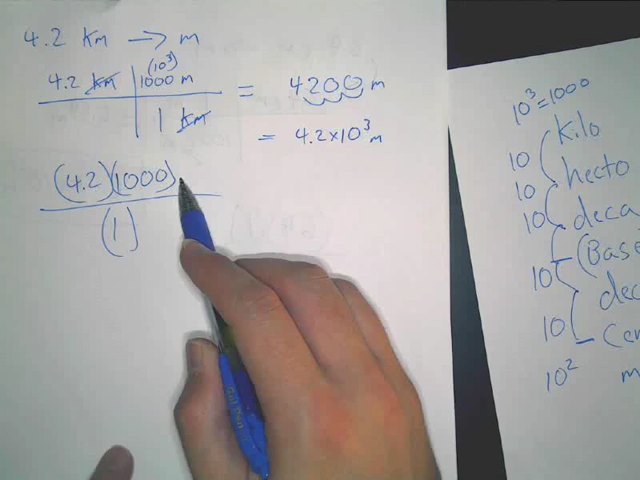 4.2 Km → m
4.2 Km | 1000 m = 4200 m
(10³)
1 Km
= 4.2 x 10³ m
(4.2)(1000)
(1)
10³ = 1000
Kilo
10
hecto
10
deca
10
(Base
10
dec
10
Cen
10²
m